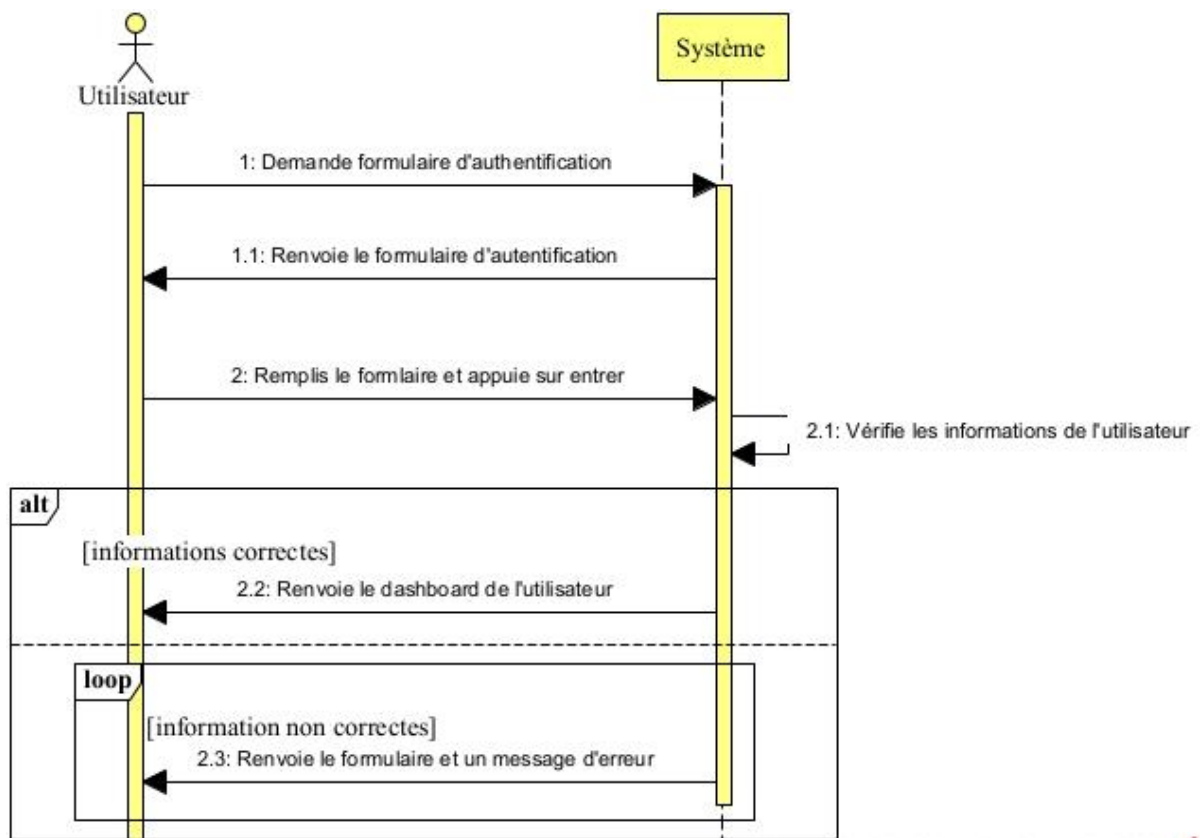 Système
Utilisateur
1: Demande formulaire d'authentification
1.1: Renvoie le formulaire d'autentification
2: Remplis le formlaire et appuie sur entrer
2.1: Vérifie les informations de l'utilisateur
alt
[informations correctes]
2.2: Renvoie le dashboard de l'utilisateur
loop
[information non correctes]
2.3: Renvoie le formulaire et un message d'erreur